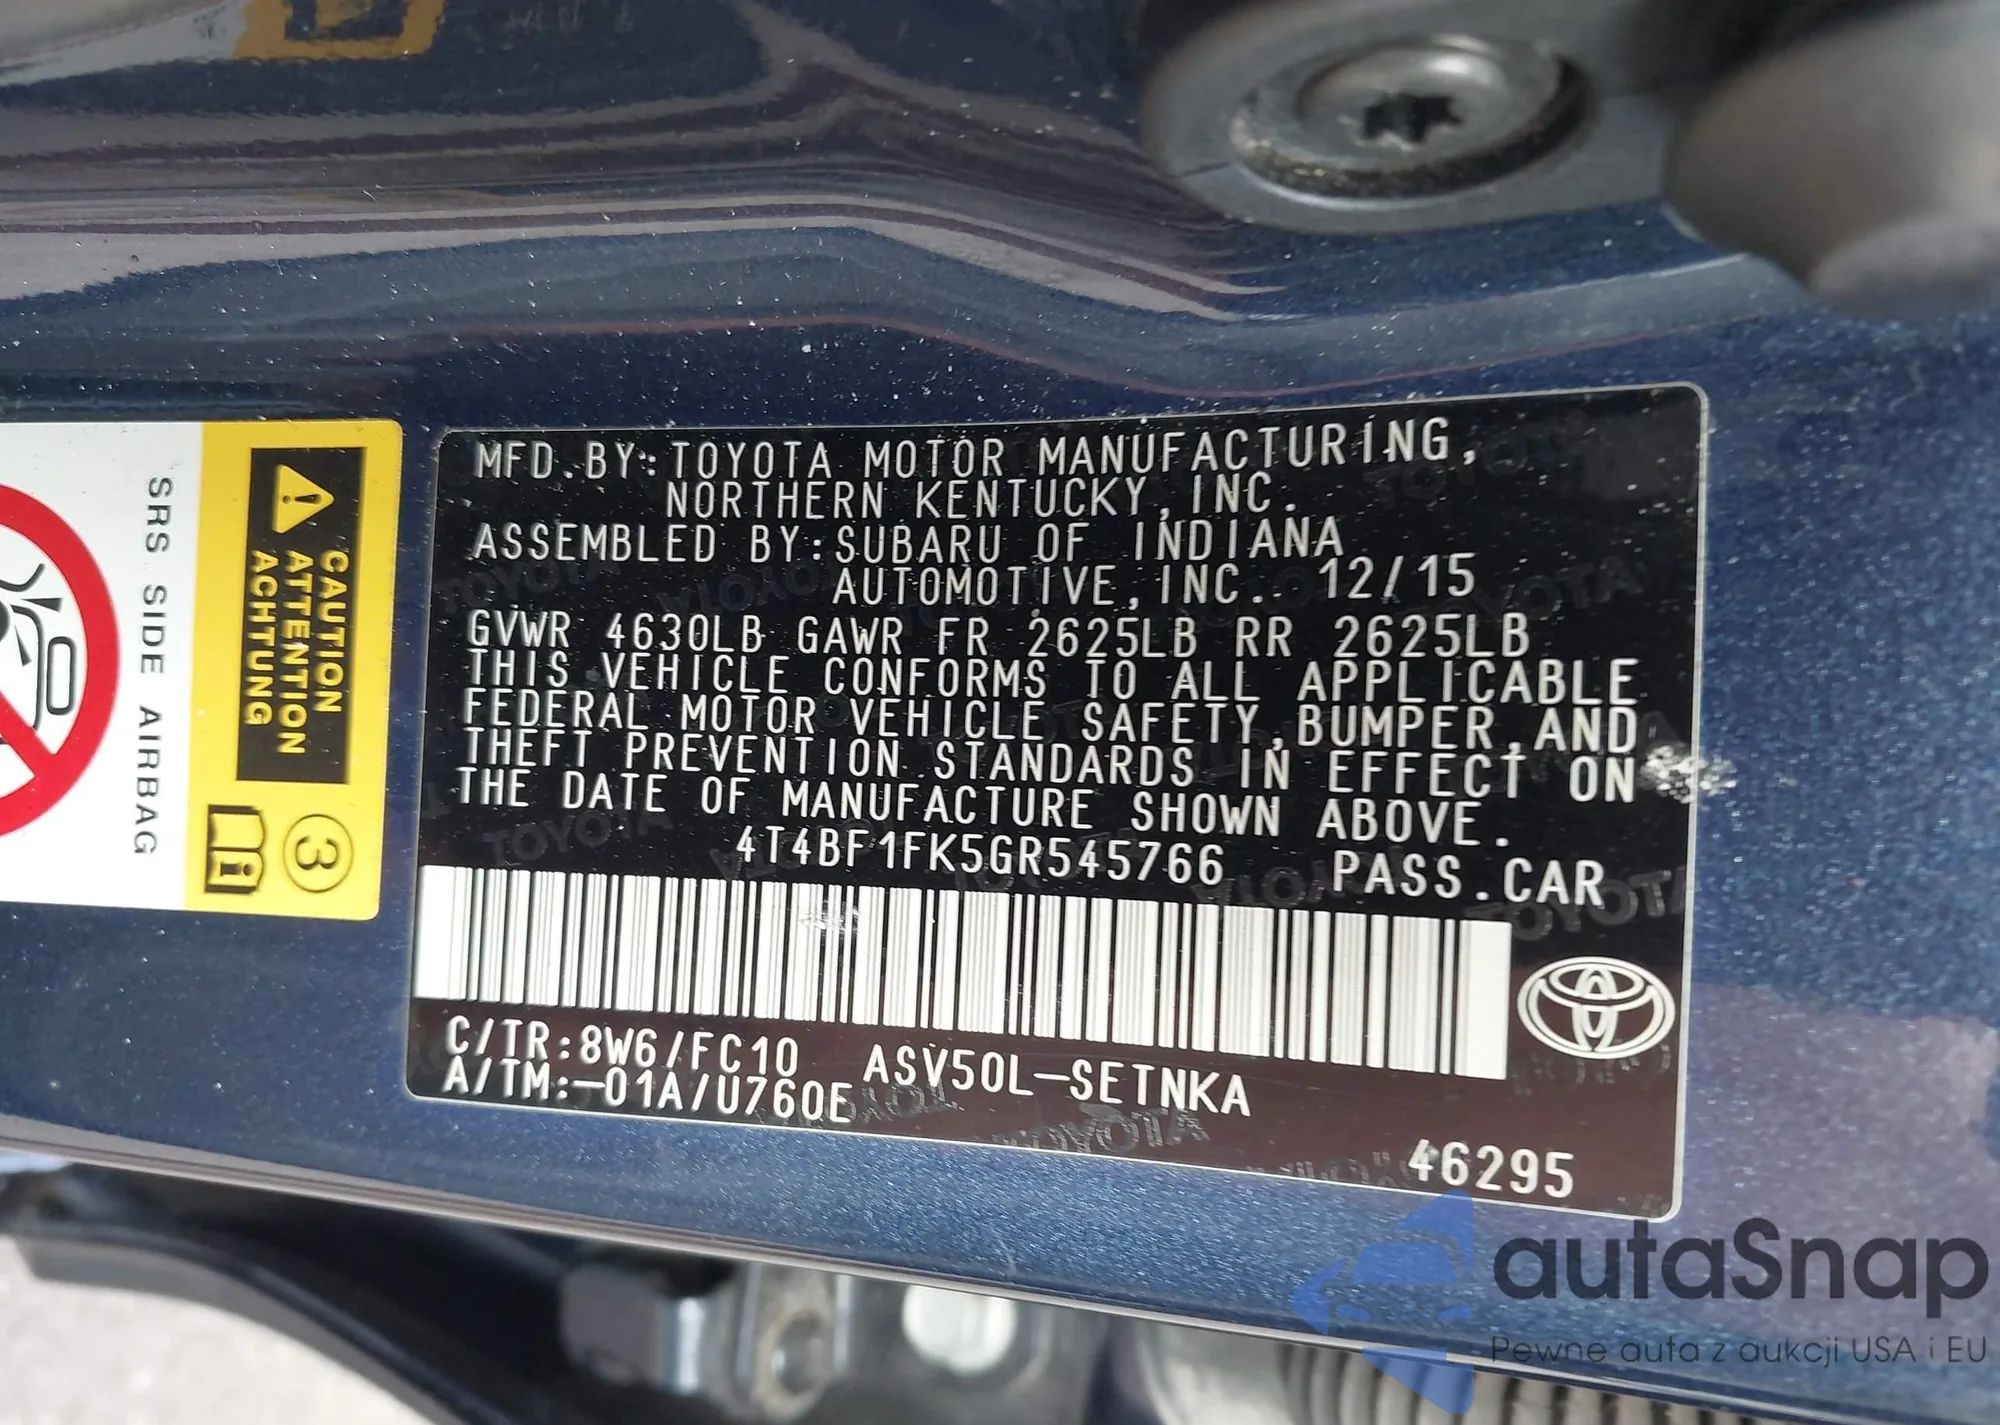 MFD.BY:TOYOTA MOTOR MANUFACTURING,
NORTHERN KENTUCKY,INC.
ASSEMBLED BY:SUBARU OF INDIANA
AUTOMOTIVE,INC. 12/15
GVWR 4630LB GAWR FR 2625LB RR 2625LB
THIS VEHICLE CONFORMS TO ALL APPLICABLE
FEDERAL MOTOR VEHICLE SAFETY,BUMPER,AND
THEFT PREVENTION STANDARDS IN EFFECT ON
THE DATE OF MANUFACTURE SHOWN ABOVE.
4T4BF1FK5GR545766 PASS.CAR
C/TR:8W6/FC10 ASV50L-SETNKA
A/TM:-01A/U760E
46295
CAUTION
ATTENTION
ACHTUNG
3
SRS SIDE AIRBAG
autaSnap
Pewne auta z aukcji USA i EU